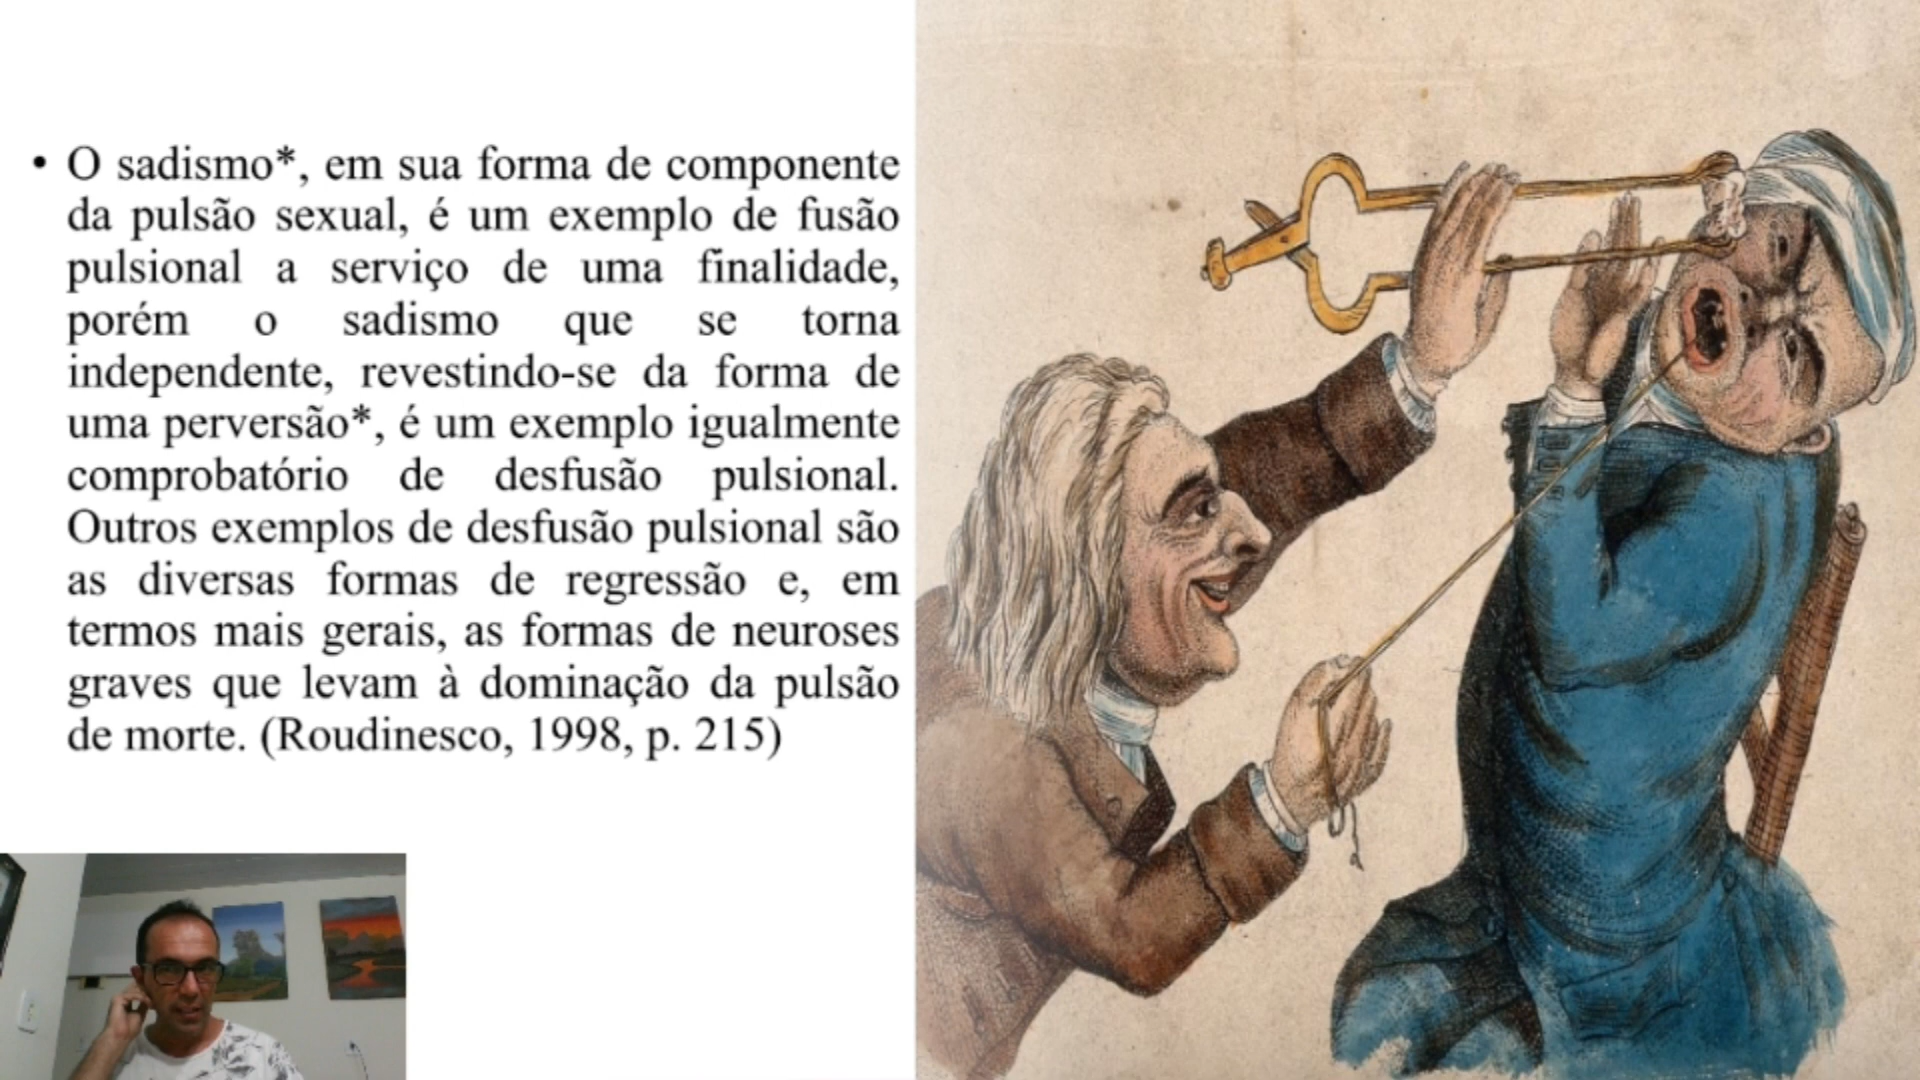 • O sadismo*, em sua forma de componente
da pulsão sexual, é um exemplo de fusão
pulsional a serviço de uma finalidade,
porém o sadismo que se torna
independente, revestindo-se da forma de
uma perversão*, é um exemplo igualmente
comprobatório de desfusão pulsional.
Outros exemplos de desfusão pulsional são
as diversas formas de regressão e, em
termos mais gerais, as formas de neuroses
graves que levam à dominação da pulsão
de morte. (Roudinesco, 1998, p. 215)